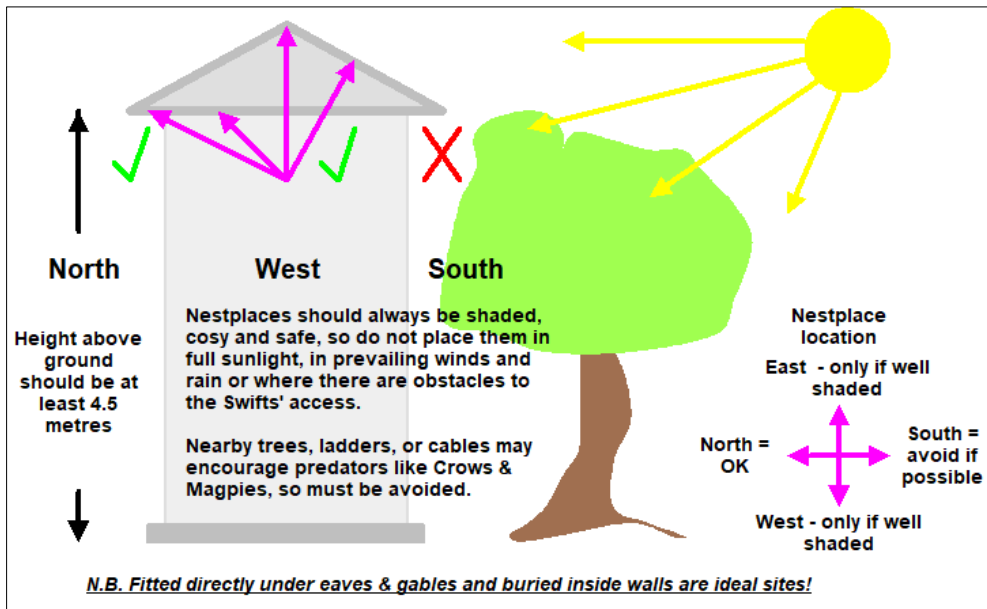 North
West
South
Height above
ground
should be at
least 4.5
metres
Nestplaces should always be shaded,
cosy and safe, so do not place them in
full sunlight, in prevailing winds and
rain or where there are obstacles to
the Swifts' access.
Nearby trees, ladders, or cables may
encourage predators like Crows &
Magpies, so must be avoided.
Nestplace
location
East - only if well
shaded
North =
OK
South =
avoid if
possible
West - only if well
shaded
N.B. Fitted directly under eaves & gables and buried inside walls are ideal sites!